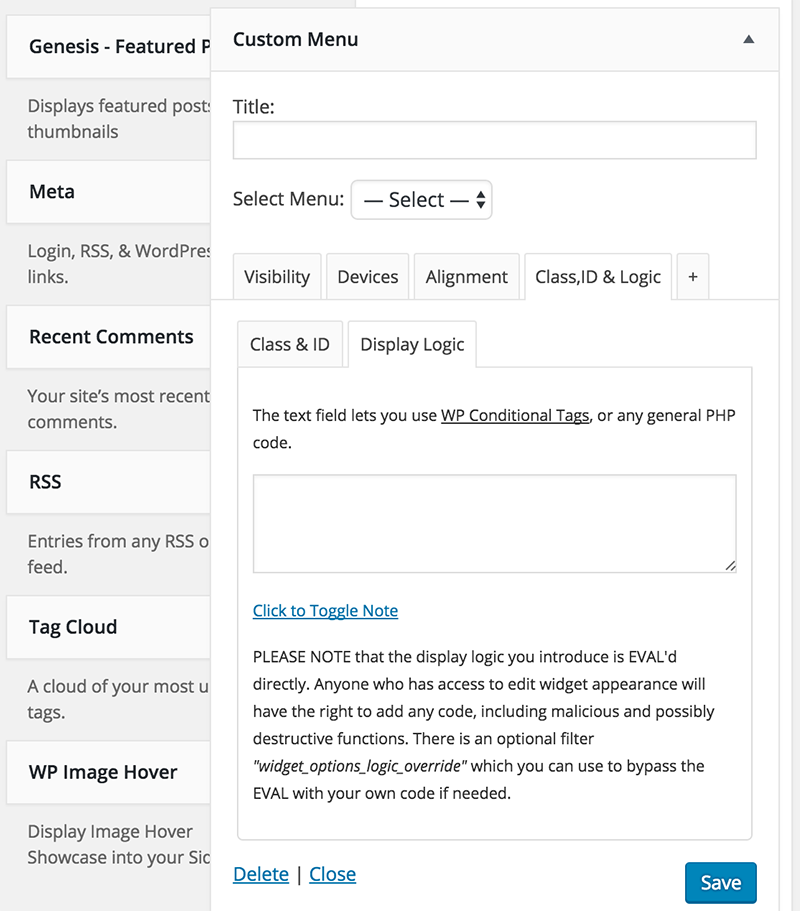 Genesis - Featured P
Displays featured posts
thumbnails
Meta
Login, RSS, & WordPres
links.
Recent Comments
Your site's most recent
comments.
RSS
Entries from any RSS o
feed.
Tag Cloud
A cloud of your most u
tags.
WP Image Hover
Display Image Hover
Showcase into your Sid
Custom Menu
Title:
Select Menu: — Select —
Visibility Devices Alignment Class,ID & Logic +
Class & ID Display Logic
The text field lets you use WP Conditional Tags, or any general PHP
code.
Click to Toggle Note
PLEASE NOTE that the display logic you introduce is EVAL'd
directly. Anyone who has access to edit widget appearance will
have the right to add any code, including malicious and possibly
destructive functions. There is an optional filter
"widget_options_logic_override" which you can use to bypass the
EVAL with your own code if needed.
Delete | Close
Save